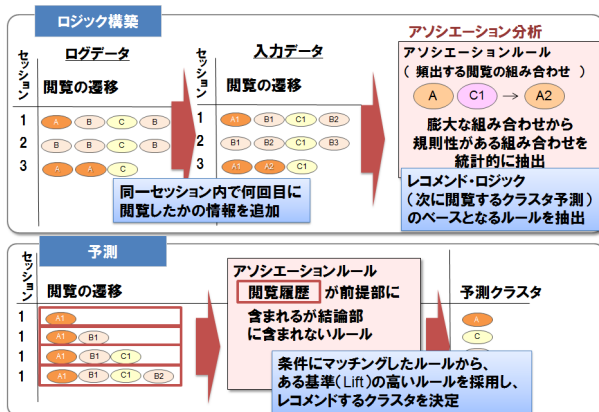 ロジック構築
アソシエーション分析
セッション
ログデータ
閲覧の遷移
1 A B C B
2 B B C B
3 A A C
セッション
入力データ
閲覧の遷移
1 A1 B1 C1 B2
2 B1 B2 C1 B3
3 A1 A2 C1
同一セッション内で何回目に
閲覧したかの情報を追加
アソシエーションルール
(頻出する閲覧の組み合わせ)
A C1 → A2
膨大な組み合わせから
規則性がある組み合わせを
統計的に抽出
レコメンド・ロジック
(次に閲覧するクラスタ予測)
のベースとなるルールを抽出
予測
セッション
閲覧の遷移
1 A1
1 A1 B1
1 A1 B1 C1
1 A1 B1 C1 B2
アソシエーションルール
閲覧履歴 が前提部に
含まれるが結論部
に含まれないルール
予測クラスタ
A
C
条件にマッチングしたルールから、
ある基準(Lift)の高いルールを採用し、
レコメンドするクラスタを決定